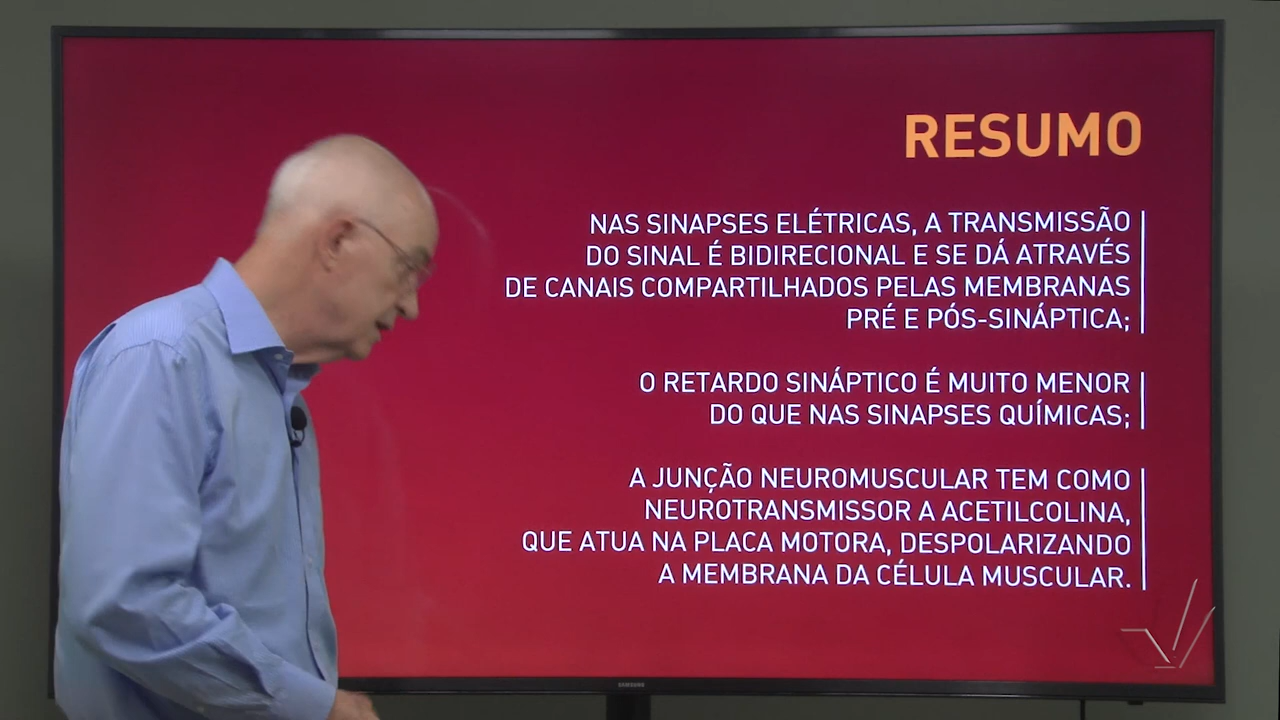 RESUMO
NAS SINAPSES ELÉTRICAS, A TRANSMISSÃO
DO SINAL É BIDIRECIONAL E SE DÁ ATRAVÉS
DE CANAIS COMPARTILHADOS PELAS MEMBRANAS
PRÉ E PÓS-SINÁPTICA;
O RETARDO SINÁPTICO É MUITO MENOR
DO QUE NAS SINAPSES QUÍMICAS;
A JUNÇÃO NEUROMUSCULAR TEM COMO
NEUROTRANSMISSOR A ACETILCOLINA,
QUE ATUA NA PLACA MOTORA, DESPOLARIZANDO
A MEMBRANA DA CÉLULA MUSCULAR.
SAMSUNG